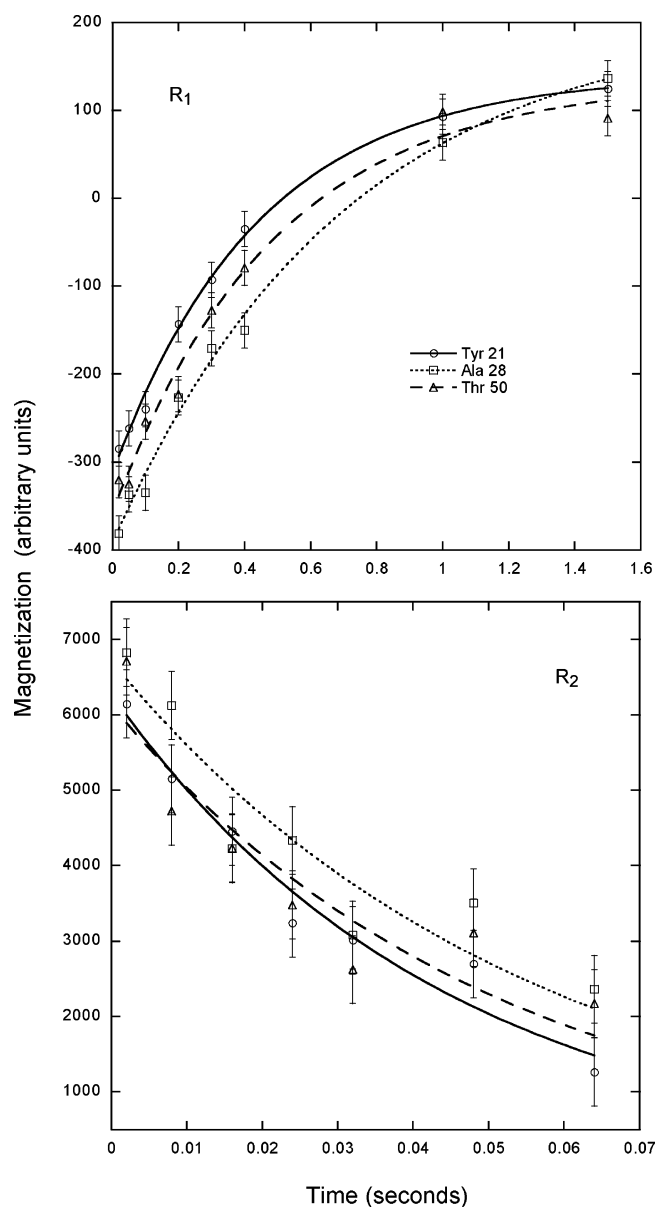 Magnetization (arbitrary units)
200
100
0
-100
-200
-300
-400
R1
Tyr 21
Ala 28
Thr 50
0 0.2 0.4 0.6 0.8 1 1.2 1.4 1.6
7000
6000
5000
4000
3000
2000
1000
R2
0 0.01 0.02 0.03 0.04 0.05 0.06 0.07
Time (seconds)